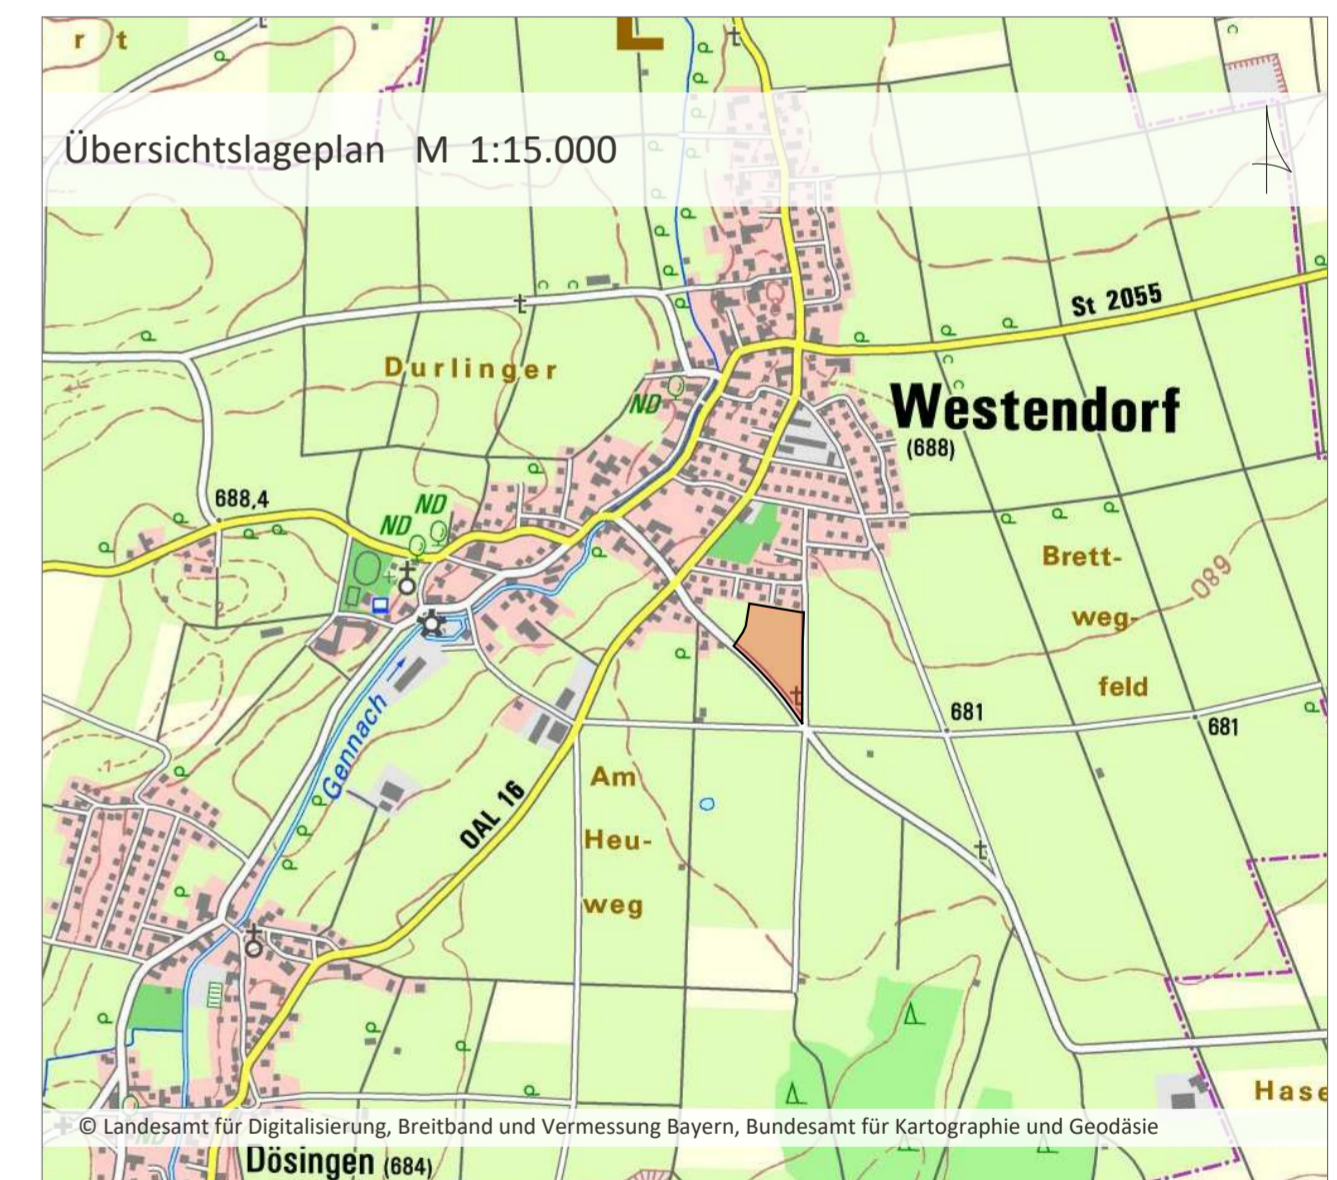 r t
L
Übersichtslageplan M 1:15.000
St 2055
Durlinger
ND
Westendorf
(688)
688,4
ND
ND
Brett-
weg-
feld
089
681
681
Gennach
Am
Heu-
weg
OAL 16
Hase
© Landesamt für Digitalisierung, Breitband und Vermessung Bayern, Bundesamt für Kartographie und Geodäsie
ND
Dösingen (684)